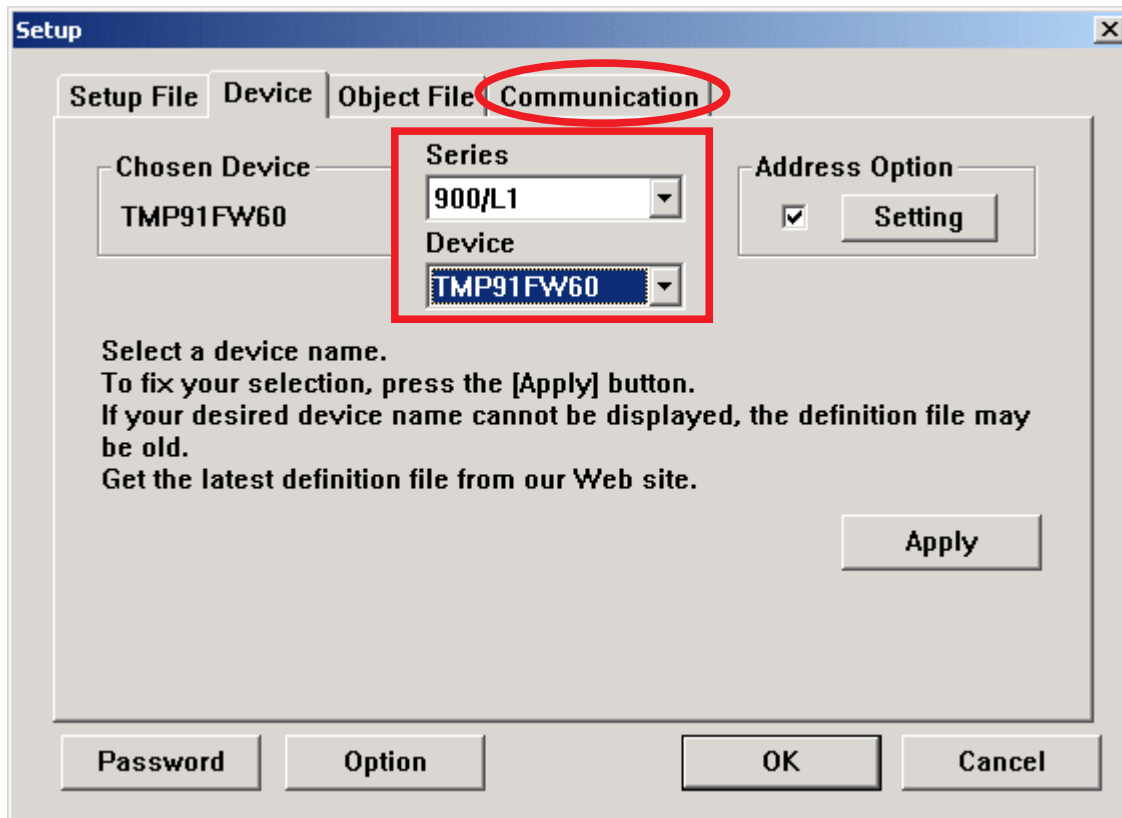 Setup
Setup File Device Object File Communication
Chosen Device
TMP91FW60
Series
900/L1
Device
TMP91FW60
Address Option
Setting
Select a device name.
To fix your selection, press the [Apply] button.
If your desired device name cannot be displayed, the definition file may
be old.
Get the latest definition file from our Web site.
Apply
Password Option OK Cancel